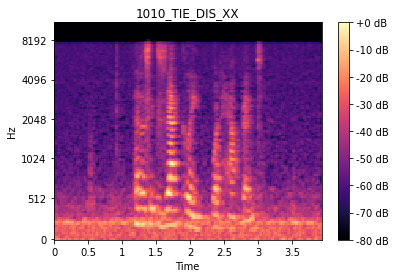 1010_TIE_DIS_XX
+0 dB
8192
-10 dB
4096
-20 dB
-30 dB
2048
Hz
-40 dB
1024
-50 dB
-60 dB
512
-70 dB
0
-80 dB
0 0.5 1 1.5 2 2.5 3 3.5
Time